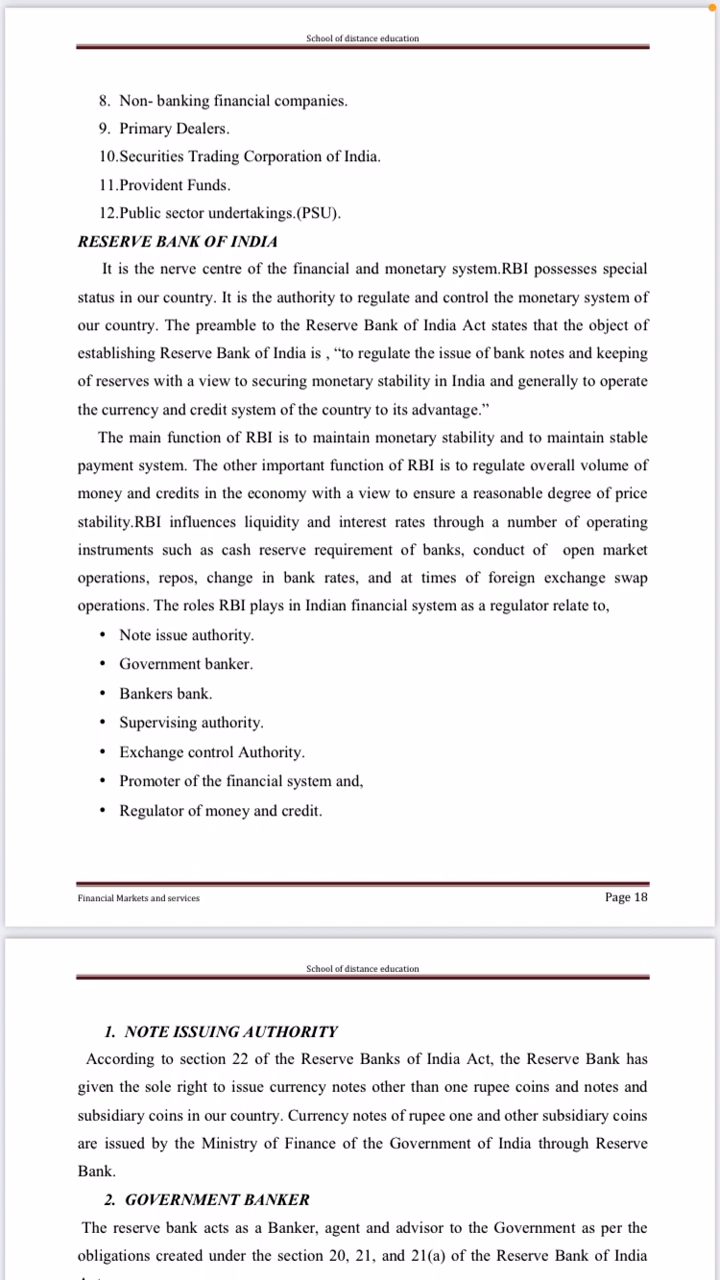 School of distance education
8. Non- banking financial companies.
9. Primary Dealers.
10.Securities Trading Corporation of India.
11.Provident Funds.
12.Public sector undertakings.(PSU).
RESERVE BANK OF INDIA
It is the nerve centre of the financial and monetary system.RBI possesses special
status in our country. It is the authority to regulate and control the monetary system of
our country. The preamble to the Reserve Bank of India Act states that the object of
establishing Reserve Bank of India is , “to regulate the issue of bank notes and keeping
of reserves with a view to securing monetary stability in India and generally to operate
the currency and credit system of the country to its advantage.”
The main function of RBI is to maintain monetary stability and to maintain stable
payment system. The other important function of RBI is to regulate overall volume of
money and credits in the economy with a view to ensure a reasonable degree of price
stability.RBI influences liquidity and interest rates through a number of operating
instruments such as cash reserve requirement of banks, conduct of open market
operations, repos, change in bank rates, and at times of foreign exchange swap
operations. The roles RBI plays in Indian financial system as a regulator relate to,
• Note issue authority.
• Government banker.
• Bankers bank.
• Supervising authority.
• Exchange control Authority.
• Promoter of the financial system and,
• Regulator of money and credit.
Financial Markets and services Page 18
School of distance education
1. NOTE ISSUING AUTHORITY
According to section 22 of the Reserve Banks of India Act, the Reserve Bank has
given the sole right to issue currency notes other than one rupee coins and notes and
subsidiary coins in our country. Currency notes of rupee one and other subsidiary coins
are issued by the Ministry of Finance of the Government of India through Reserve
Bank.
2. GOVERNMENT BANKER
The reserve bank acts as a Banker, agent and advisor to the Government as per the
obligations created under the section 20, 21, and 21(a) of the Reserve Bank of India